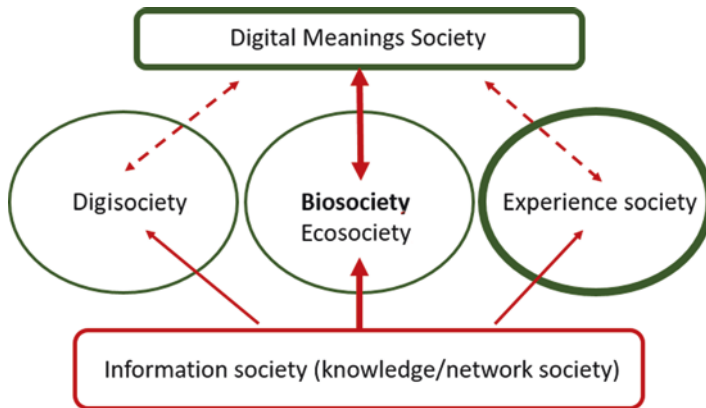 Digital Meanings Society
Digisociety
Biosociety
Ecosociety
Experience society
Information society (knowledge/network society)